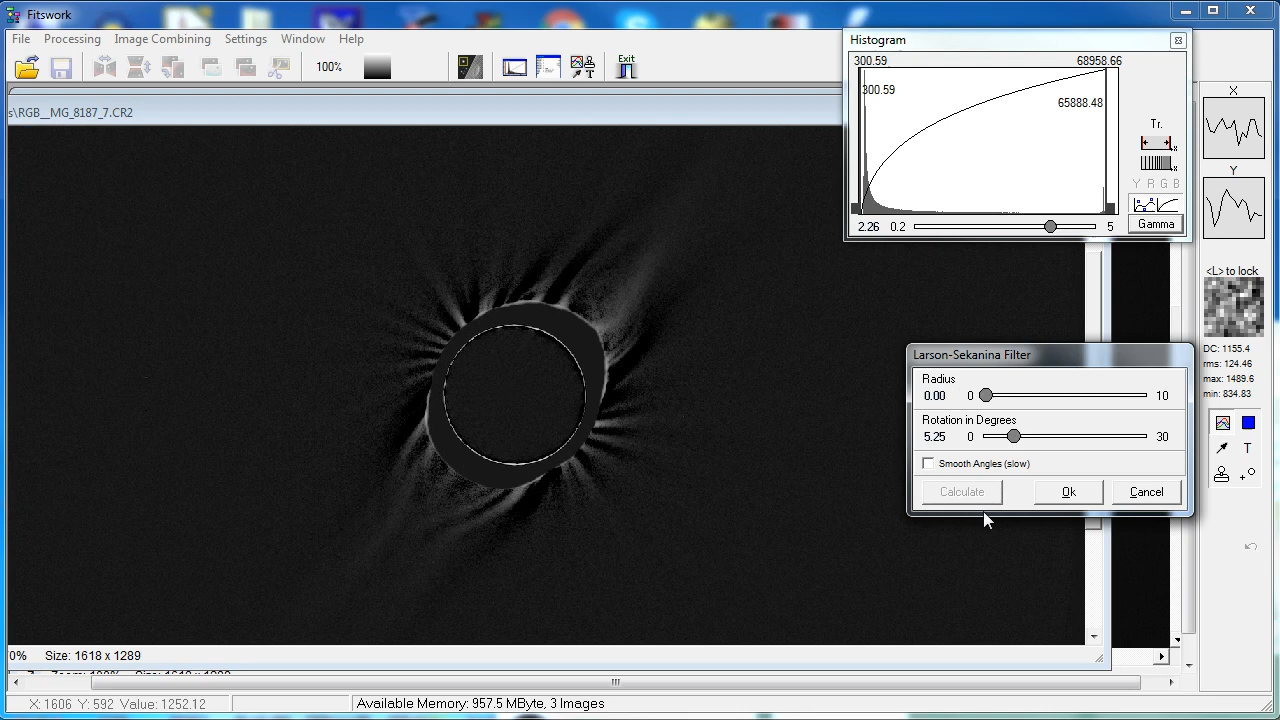 Fitswork
File Processing Image Combining Settings Window Help
100%
Exit
s\RGB__MG_8187_7.CR2
Histogram
300.59 68958.66
300.59
65888.48
Tr.
Y R G B
2.26 0.2 5 Gamma
X
Y
<L> to lock
DC: 1155.4
rms: 124.46
max: 1489.6
min: 834.83
T
Larson-Sekanina Filter
Radius
0.00 0 10
Rotation in Degrees
5.25 0 30
Smooth Angles (slow)
Calculate Ok Cancel
0% Size: 1618 x 1289
X: 1606 Y: 592 Value: 1252.12 Available Memory: 957.5 MByte, 3 Images